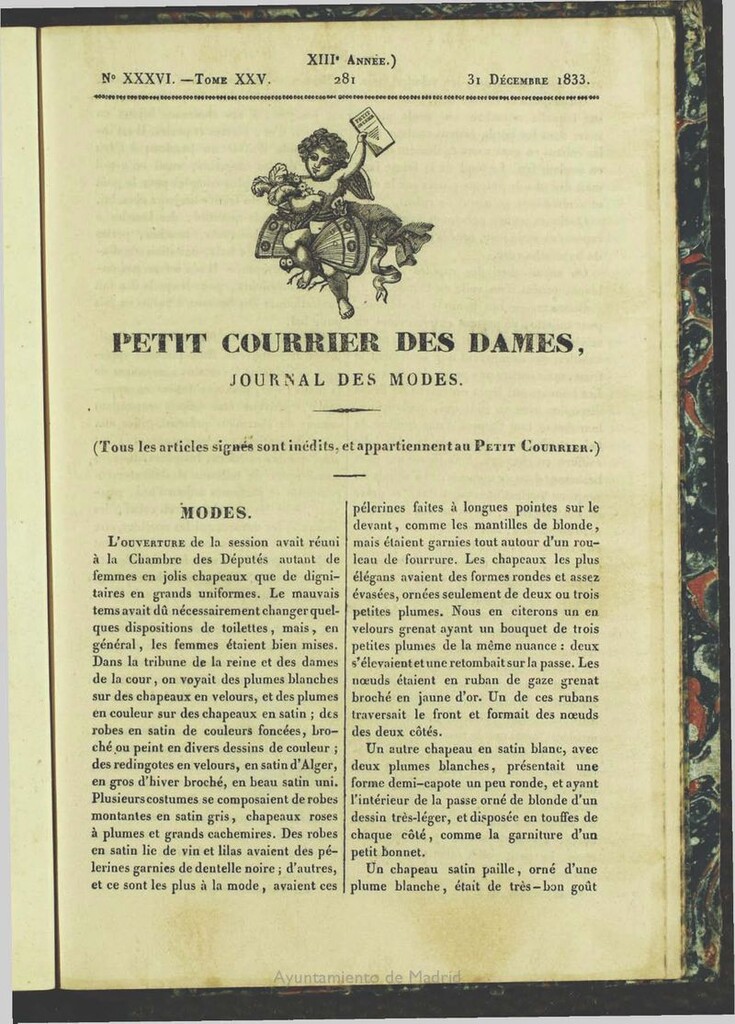 XIIIe Année.)
No XXXVI. —Tome XXV.
281
31 Décembre 1833.
PETIT
PETIT COURRIER DES DAMES,
JOURNAL DES MODES.
(Tous les articles signés sont inédits, et appartiennent au Petit Courrier.)
MODES.
L'ouverture de la session avait réuni
à la Chambre des Députés autant de
femmes en jolis chapeaux que de digni-
taires en grands uniformes. Le mauvais
tems avait dû nécessairement changer quel-
ques dispositions de toilettes, mais, en
général, les femmes étaient bien mises.
Dans la tribune de la reine et des dames
de la cour, on voyait des plumes blanches
sur des chapeaux en velours, et des plumes
en couleur sur des chapeaux en satin; des
robes en satin de couleurs foncées, bro-
ché ou peint en divers dessins de couleur;
des redingotes en velours, en satin d'Alger,
en gros d'hiver broché, en beau satin uni.
Plusieurs costumes se composaient de robes
montantes en satin gris, chapeaux roses
à plumes et grands cachemires. Des robes
en satin lie de vin et lilas avaient des pé-
lerines garnies de dentelle noire; d'autres,
et ce sont les plus à la mode, avaient ces
pélerines faites à longues pointes sur le
devant, comme les mantilles de blonde,
mais étaient garnies tout autour d'un rou-
leau de fourrure. Les chapeaux les plus
élégans avaient des formes rondes et assez
évasées, ornées seulement de deux ou trois
petites plumes. Nous en citerons un en
velours grenat ayant un bouquet de trois
petites plumes de la même nuance: deux
s'élevaient et une retombait sur la passe. Les
nœuds étaient en ruban de gaze grenat
broché en jaune d'or. Un de ces rubans
traversait le front et formait des nœuds
des deux côtés.
Un autre chapeau en satin blanc, avec
deux plumes blanches, présentait une
forme demi-capote un peu ronde, et ayant
l'intérieur de la passe orné de blonde d'un
dessin très-léger, et disposée en touffes de
chaque côté, comme la garniture d'un
petit bonnet.
Un chapeau satin paille, orné d'une
plume blanche, était de très-bon goût
Ayuntamiento de Madrid